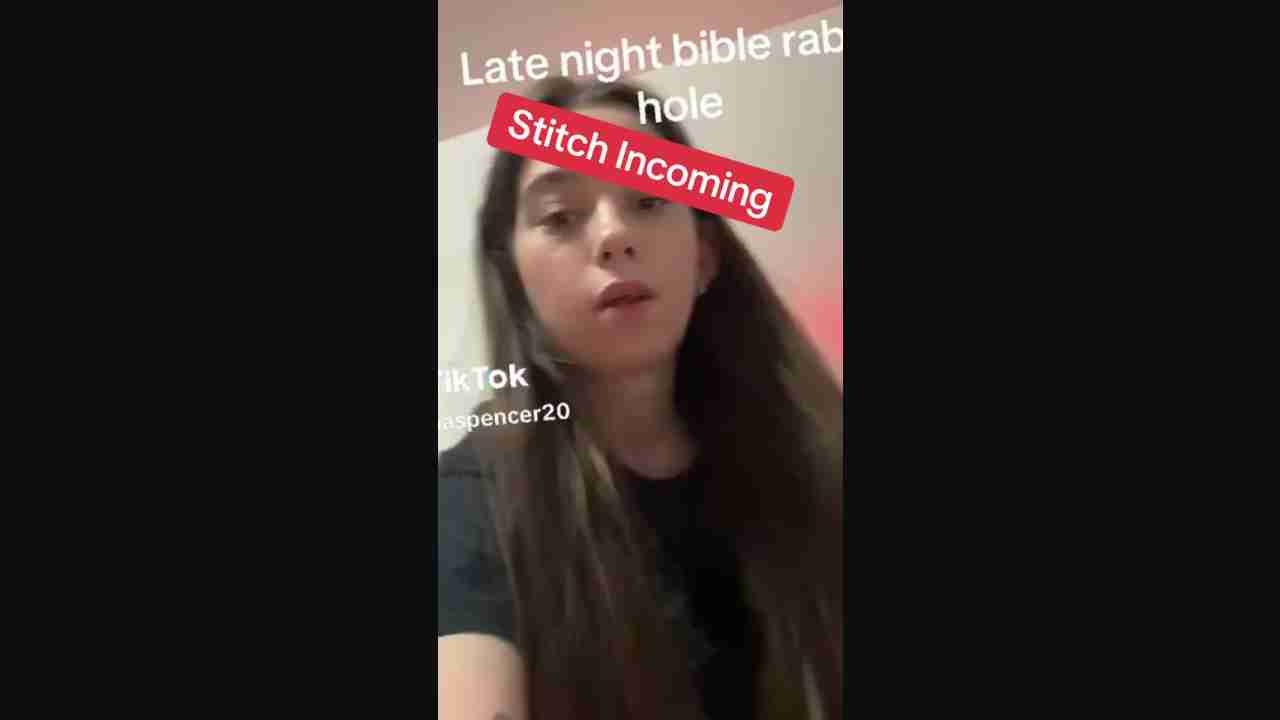 Late night bible rab
hole
Stitch Incoming
TikTok
aspencer20